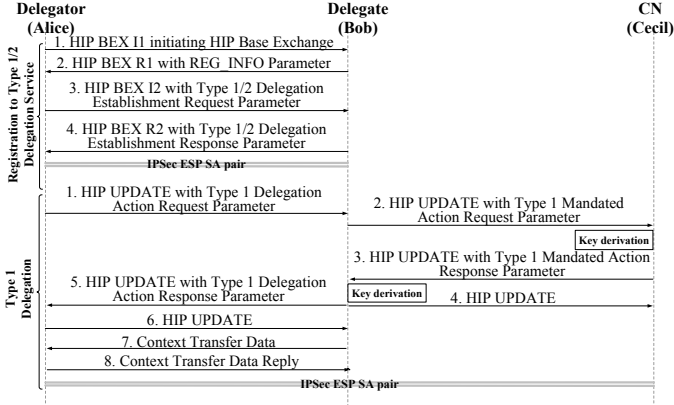 Delegator
(Alice)
Delegate
(Bob)
CN
(Cecil)
Registration to Type 1/2
Delegation Service
1. HIP BEX I1 initiating HIP Base Exchange
2. HIP BEX R1 with REG_INFO Parameter
3. HIP BEX I2 with Type 1/2 Delegation
Establishment Request Parameter
4. HIP BEX R2 with Type 1/2 Delegation
Establishment Response Parameter
IPSec ESP SA pair
Type 1
Delegation
1. HIP UPDATE with Type 1 Delegation
Action Request Parameter
2. HIP UPDATE with Type 1 Mandated
Action Request Parameter
Key derivation
3. HIP UPDATE with Type 1 Mandated Action
Response Parameter
5. HIP UPDATE with Type 1 Delegation
Action Response Parameter
Key derivation
4. HIP UPDATE
6. HIP UPDATE
7. Context Transfer Data
8. Context Transfer Data Reply
IPSec ESP SA pair